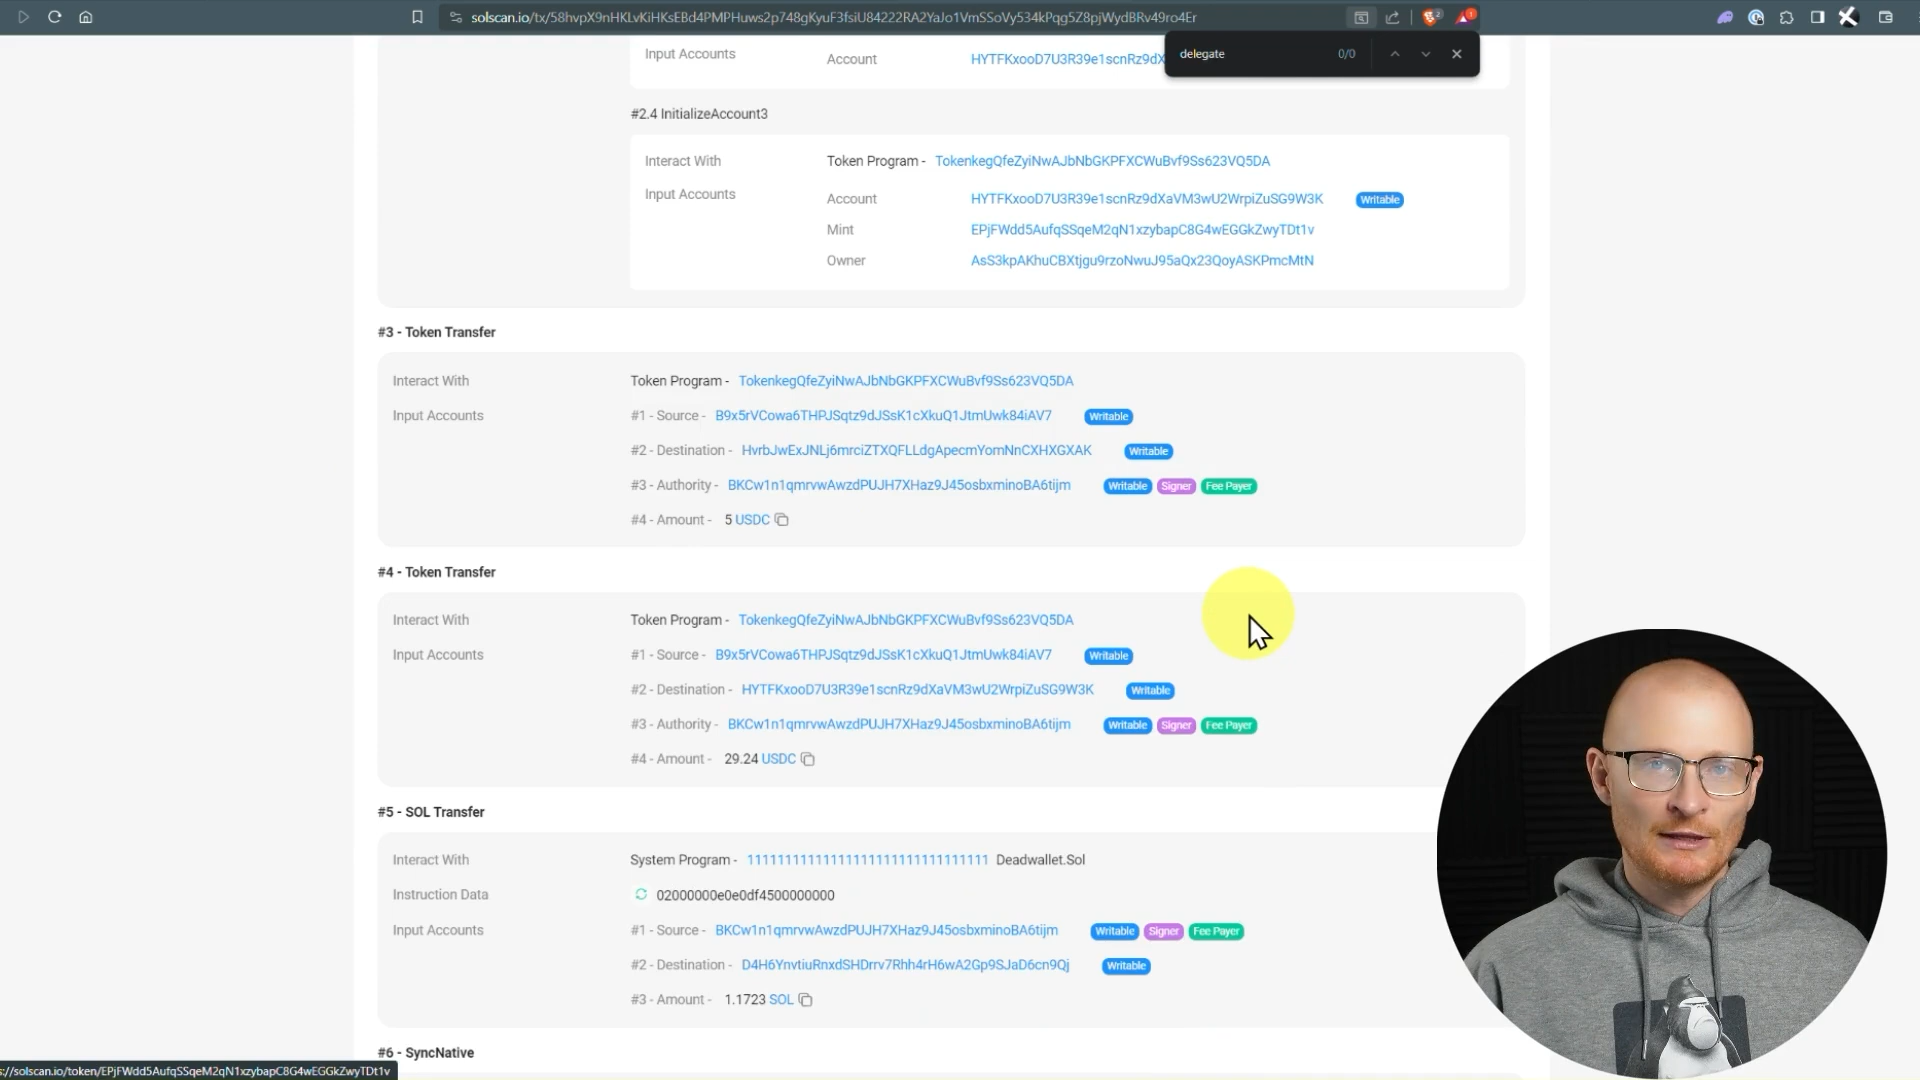 solscan.io/tx/58hvpX9nHKLvKiHKsEBd4PMPHuws2p748gKyuF3fsiU84222RA2YaJo1VmSSoVy534kPqg5Z8pjWydBRv49ro4Er
delegate 0/0
Input Accounts Account HYTFKxooD7U3R39e1scnRz9dX
#2.4 InitializeAccount3
Interact With Token Program - TokenkegQfeZyiNwAJbNbGKPFXCWuBvf9Ss623VQ5DA
Input Accounts Account HYTFKxooD7U3R39e1scnRz9dXaVM3wU2WrpiZuSG9W3K Writable
Mint EPjFWdd5AufqSSqeM2qN1xzybapC8G4wEGGkZwyTDt1v
Owner AsS3kpAKhuCBXtjgu9rzoNwuJ95aQx23QoyASKPmcMtN
#3 - Token Transfer
Interact With Token Program - TokenkegQfeZyiNwAJbNbGKPFXCWuBvf9Ss623VQ5DA
Input Accounts #1 - Source - B9x5rVCowa6THPJSqtz9dJSsK1cXkuQ1JtmUwk84iAV7 Writable
#2 - Destination - HvrbJwExJNLj6mrciZTXQFLLdgApecmYomNnCXHXGXAK Writable
#3 - Authority - BKCw1n1qmrvwAwzdPUJH7XHaz9J45osbxminoBA6tijm Writable Signer Fee Payer
#4 - Amount - 5 USDC
#4 - Token Transfer
Interact With Token Program - TokenkegQfeZyiNwAJbNbGKPFXCWuBvf9Ss623VQ5DA
Input Accounts #1 - Source - B9x5rVCowa6THPJSqtz9dJSsK1cXkuQ1JtmUwk84iAV7 Writable
#2 - Destination - HYTFKxooD7U3R39e1scnRz9dXaVM3wU2WrpiZuSG9W3K Writable
#3 - Authority - BKCw1n1qmrvwAwzdPUJH7XHaz9J45osbxminoBA6tijm Writable Signer Fee Payer
#4 - Amount - 29.24 USDC
#5 - SOL Transfer
Interact With System Program - 11111111111111111111111111111111 Deadwallet.Sol
Instruction Data 02000000e0e0df4500000000
Input Accounts #1 - Source - BKCw1n1qmrvwAwzdPUJH7XHaz9J45osbxminoBA6tijm Writable Signer Fee Payer
#2 - Destination - D4H6YnvtiuRnxdSHDrrv7Rhh4rH6wA2Gp9SJaD6cn9Qj Writable
#3 - Amount - 1.1723 SOL
#6 - SyncNative
s://solscan.io/token/EPjFWdd5AufqSSqeM2qN1xzybapC8G4wEGGkZwyTDt1v